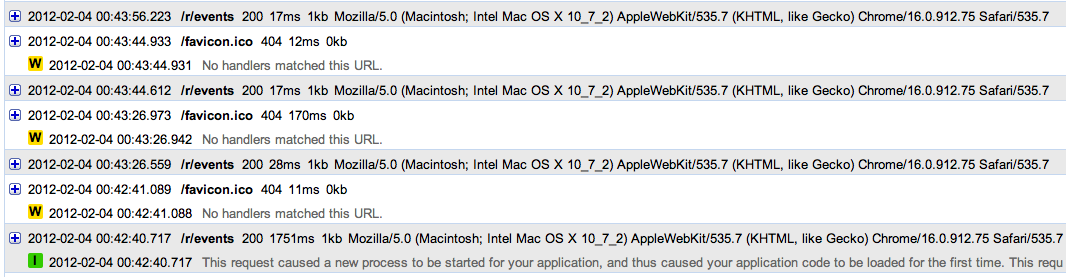 2012-02-04 00:43:56.223 /r/events 200 17ms 1kb Mozilla/5.0 (Macintosh; Intel Mac OS X 10_7_2) AppleWebKit/535.7 (KHTML, like Gecko) Chrome/16.0.912.75 Safari/535.7
2012-02-04 00:43:44.933 /favicon.ico 404 12ms 0kb
W 2012-02-04 00:43:44.931 No handlers matched this URL.
2012-02-04 00:43:44.612 /r/events 200 17ms 1kb Mozilla/5.0 (Macintosh; Intel Mac OS X 10_7_2) AppleWebKit/535.7 (KHTML, like Gecko) Chrome/16.0.912.75 Safari/535.7
2012-02-04 00:43:26.973 /favicon.ico 404 170ms 0kb
W 2012-02-04 00:43:26.942 No handlers matched this URL.
2012-02-04 00:43:26.559 /r/events 200 28ms 1kb Mozilla/5.0 (Macintosh; Intel Mac OS X 10_7_2) AppleWebKit/535.7 (KHTML, like Gecko) Chrome/16.0.912.75 Safari/535.7
2012-02-04 00:42:41.089 /favicon.ico 404 11ms 0kb
W 2012-02-04 00:42:41.088 No handlers matched this URL.
2012-02-04 00:42:40.717 /r/events 200 1751ms 1kb Mozilla/5.0 (Macintosh; Intel Mac OS X 10_7_2) AppleWebKit/535.7 (KHTML, like Gecko) Chrome/16.0.912.75 Safari/535.7
I 2012-02-04 00:42:40.717 This request caused a new process to be started for your application, and thus caused your application code to be loaded for the first time. This requ